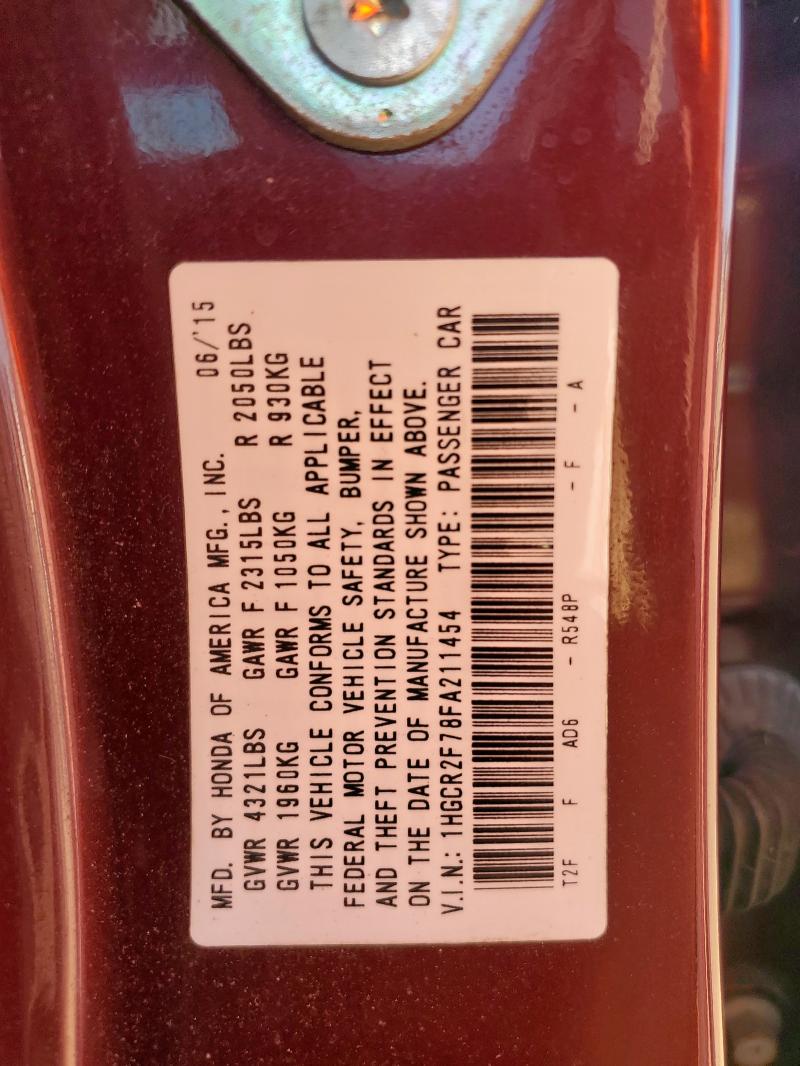 MFD. BY HONDA OF AMERICA MFG., INC. 06/'15
GVWR 4321LBS GAWR F 2315LBS R 2050LBS
GVWR 1960KG GAWR F 1050KG R 930KG
THIS VEHICLE CONFORMS TO ALL APPLICABLE
FEDERAL MOTOR VEHICLE SAFETY, BUMPER,
AND THEFT PREVENTION STANDARDS IN EFFECT
ON THE DATE OF MANUFACTURE SHOWN ABOVE.
V.I.N.: 1HGCR2F78FA211454 TYPE: PASSENGER CAR
T2F F AD6 - R548P - F - A